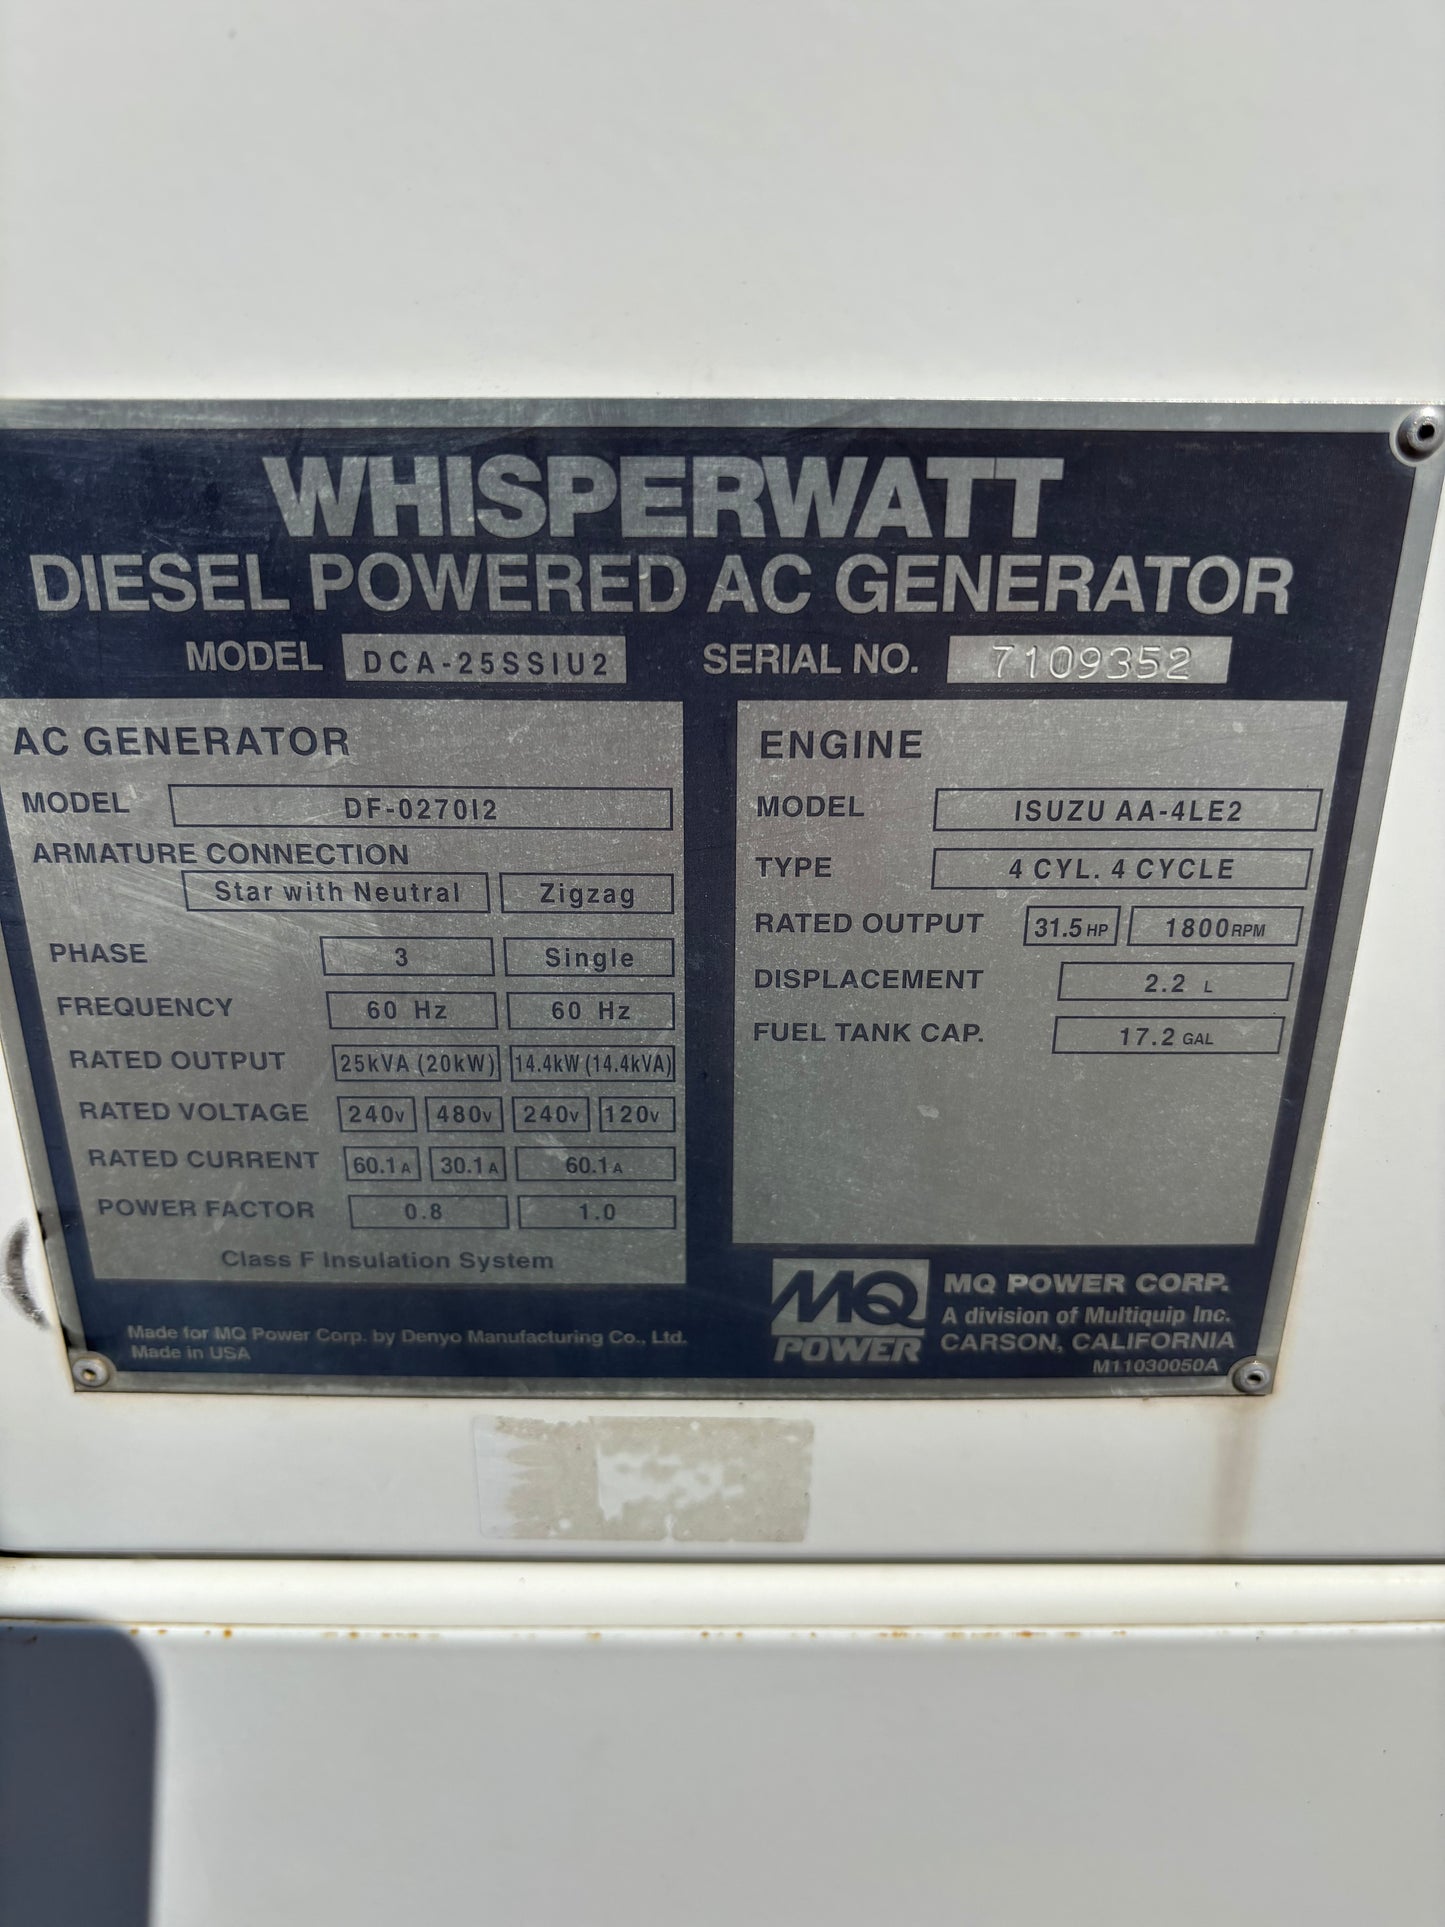 WHISPERWATT
DIESEL POWERED AC GENERATOR
MODEL DCA-25SSIU2 SERIAL NO. 7109352
AC GENERATOR
MODEL DF-0270I2
ARMATURE CONNECTION
Star with Neutral Zigzag
PHASE 3 Single
FREQUENCY 60 Hz 60 Hz
RATED OUTPUT 25kVA (20kW) 14.4kW (14.4kVA)
RATED VOLTAGE 240V 480V 240V 120V
RATED CURRENT 60.1A 30.1A 60.1A
POWER FACTOR 0.8 1.0
Class F Insulation System
ENGINE
MODEL ISUZU AA-4LE2
TYPE 4 CYL. 4 CYCLE
RATED OUTPUT 31.5 HP 1800RPM
DISPLACEMENT 2.2 L
FUEL TANK CAP. 17.2 GAL
Made for MQ Power Corp. by Denyo Manufacturing Co., Ltd.
Made in USA
MQ
POWER
MQ POWER CORP.
A division of Multiquip Inc.
CARSON, CALIFORNIA
M11030050A